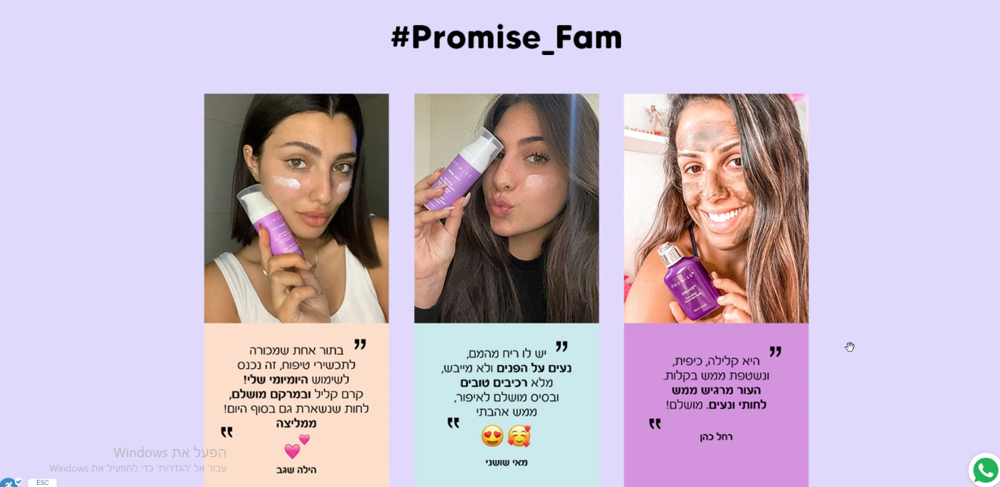 #Promise_Fam
PROMISE
PROMISE
LIQUICK™
" היא קלילה, כיפית,
ונשטפת ממש בקלות.
העור מרגיש ממש
לחותי ונעים. מושלם!
"
רחל כהן
" יש לו ריח מהמם,
נעים על הפנים ולא מייבש,
מלא רכיבים טובים
ובסיס מושלם לאיפור,
ממש אהבתי
"
😍🥰
מאי שושני
" בתור אחת שמכורה
לתכשירי טיפוח, זה נכנס
לשימוש היומיומי שלי!
קרם קליל ובמרקם מושלם,
לחות שנשארת גם בסוף היום!
ממליצה
"
💕
הילה שגב
הפעל את Windows
עבור אל 'הגדרות' כדי להפעיל את Windows.
ESC